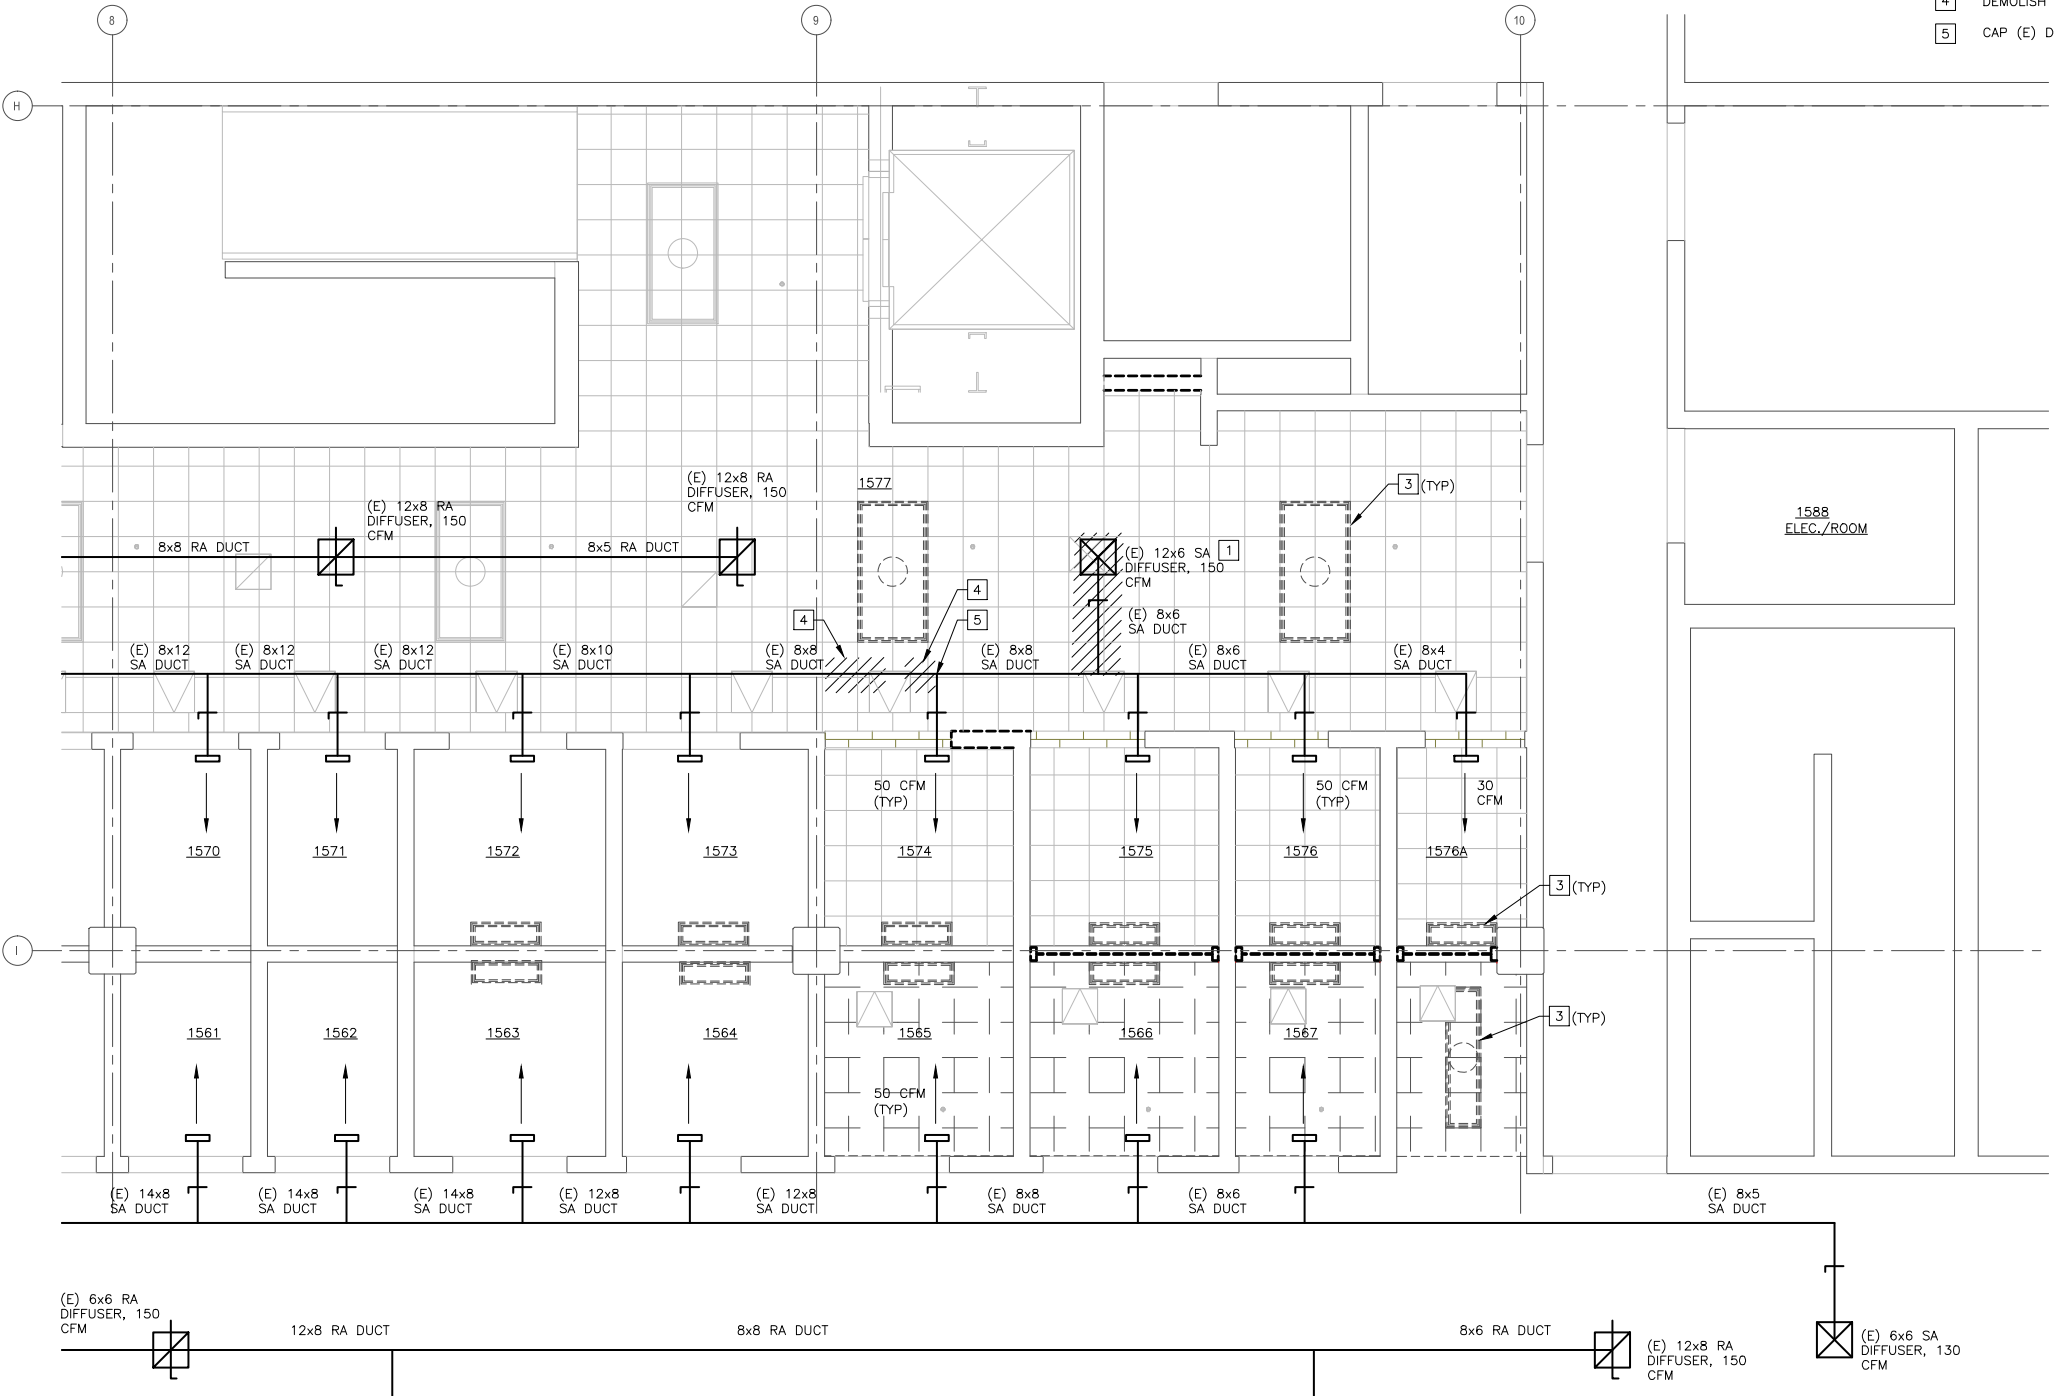 8
9
10
4 DEMOLISH
5 CAP (E) D
H
(E) 12x8 RA
DIFFUSER, 150
CFM
(E) 12x8 RA
DIFFUSER, 150
CFM
1577
3 (TYP)
1588
ELEC./ROOM
8x8 RA DUCT
8x5 RA DUCT
(E) 12x6 SA
DIFFUSER, 150
CFM
1
4
4
5
(E) 8x6
SA DUCT
(E) 8x12
SA DUCT
(E) 8x12
SA DUCT
(E) 8x12
SA DUCT
(E) 8x10
SA DUCT
(E) 8x8
SA DUCT
(E) 8x8
SA DUCT
(E) 8x6
SA DUCT
(E) 8x4
SA DUCT
50 CFM
(TYP)
50 CFM
(TYP)
30
CFM
1570
1571
1572
1573
1574
1575
1576
1576A
3 (TYP)
I
3 (TYP)
1561
1562
1563
1564
1565
1566
1567
50 CFM
(TYP)
(E) 14x8
SA DUCT
(E) 14x8
SA DUCT
(E) 14x8
SA DUCT
(E) 12x8
SA DUCT
(E) 12x8
SA DUCT
(E) 8x8
SA DUCT
(E) 8x6
SA DUCT
(E) 8x5
SA DUCT
(E) 6x6 RA
DIFFUSER, 150
CFM
12x8 RA DUCT
8x8 RA DUCT
8x6 RA DUCT
(E) 12x8 RA
DIFFUSER, 150
CFM
(E) 6x6 SA
DIFFUSER, 130
CFM